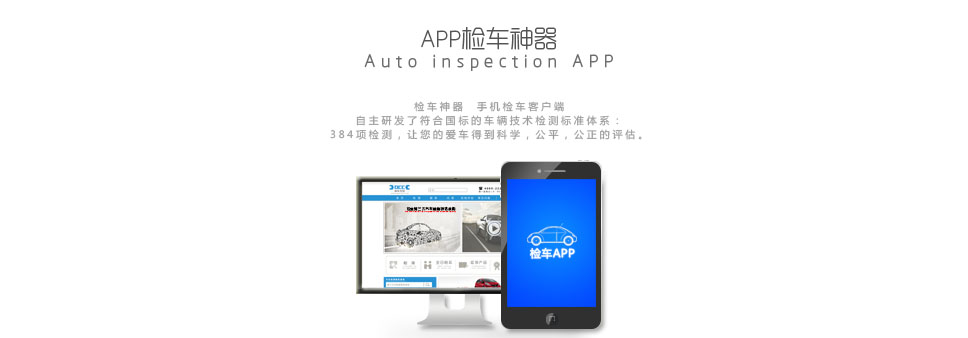 APP检车神器
Auto inspection APP
检车神器 手机检车客户端
自主研发了符合国标的车辆技术检测标准体系：
384项检测，让您的爱车得到科学，公平，公正的评估。
检车APP